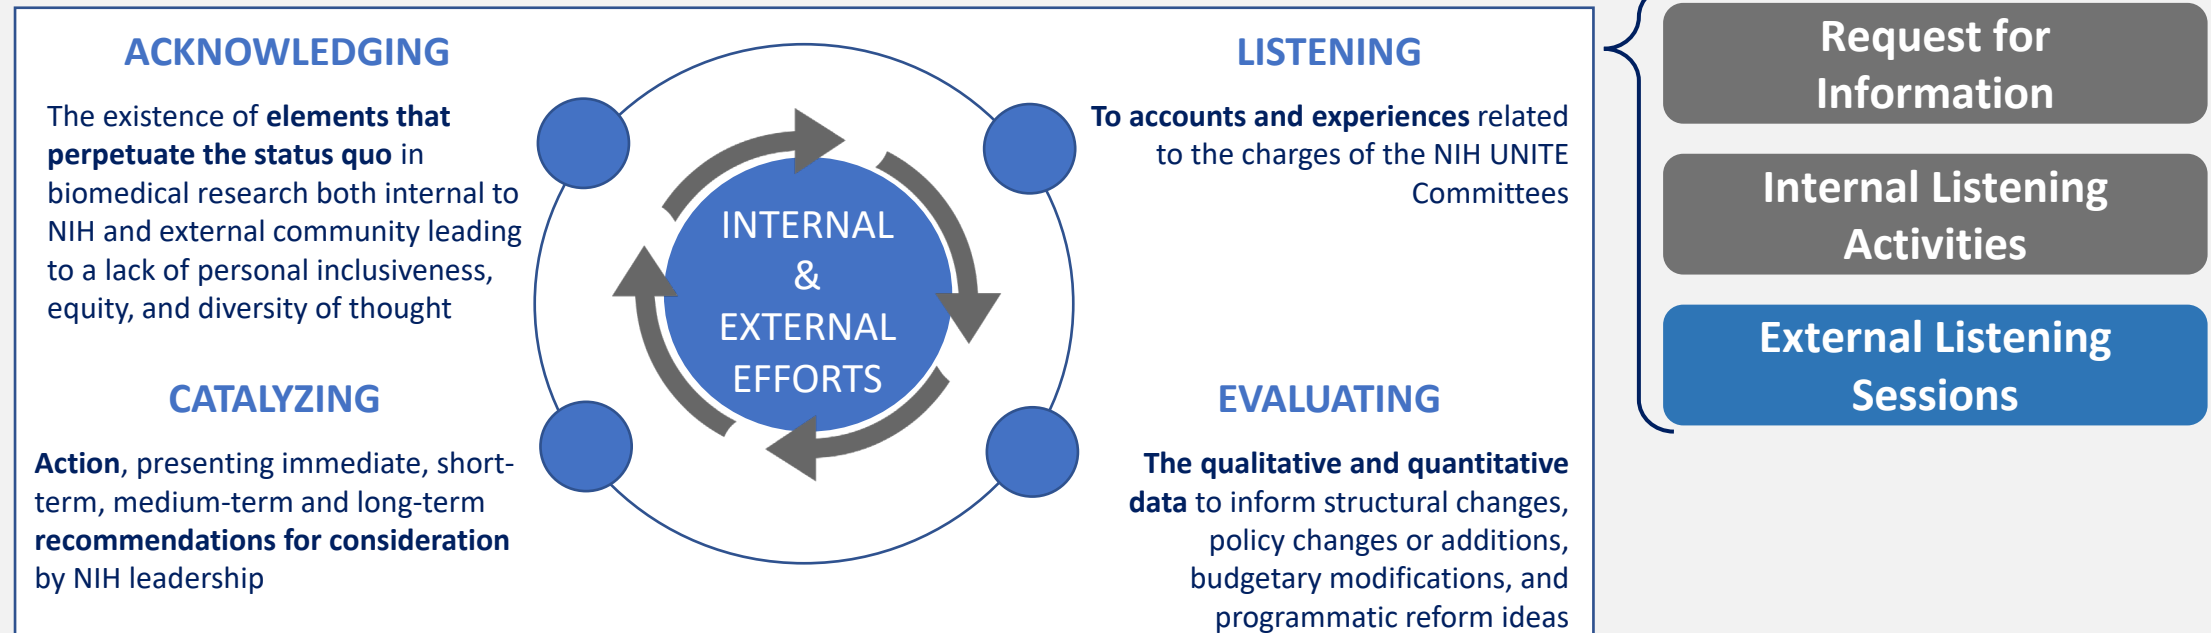 ACKNOWLEDGING
The existence of elements that
perpetuate the status quo in
biomedical research both internal to
NIH and external community leading
to a lack of personal inclusiveness,
equity, and diversity of thought
CATALYZING
Action, presenting immediate, short-
term, medium-term and long-term
recommendations for consideration
by NIH leadership
INTERNAL
&
EXTERNAL
EFFORTS
LISTENING
To accounts and experiences related
to the charges of the NIH UNITE
Committees
EVALUATING
The qualitative and quantitative
data to inform structural changes,
policy changes or additions,
budgetary modifications, and
programmatic reform ideas
Request for
Information
Internal Listening
Activities
External Listening
Sessions